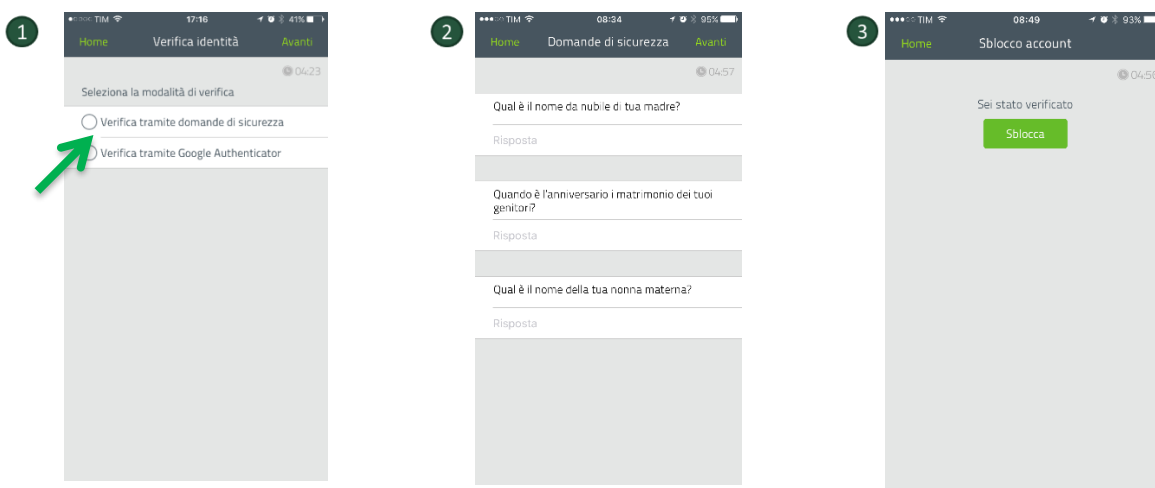 1
TIM 17:16 41%
Home Verifica identità Avanti
04:23
Seleziona la modalità di verifica
Verifica tramite domande di sicurezza
Verifica tramite Google Authenticator
2
TIM 08:34 95%
Home Domande di sicurezza Avanti
04:57
Qual è il nome da nubile di tua madre?
Risposta
Quando è l'anniversario i matrimonio dei tuoi
genitori?
Risposta
Qual è il nome della tua nonna materna?
Risposta
3
TIM 08:49 93%
Home Sblocco account
04:50
Sei stato verificato
Sblocca